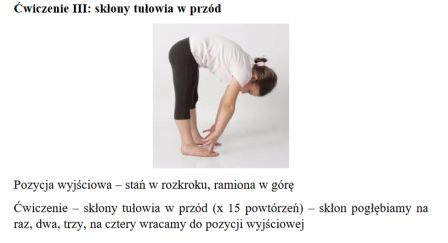 Ćwiczenie III: skłony tułowia w przód
Pozycja wyjściowa – stań w rozkroku, ramiona w górę
Ćwiczenie – skłony tułowia w przód (x 15 powtórzeń) – skłon pogłębiamy na
raz, dwa, trzy, na cztery wracamy do pozycji wyjściowej